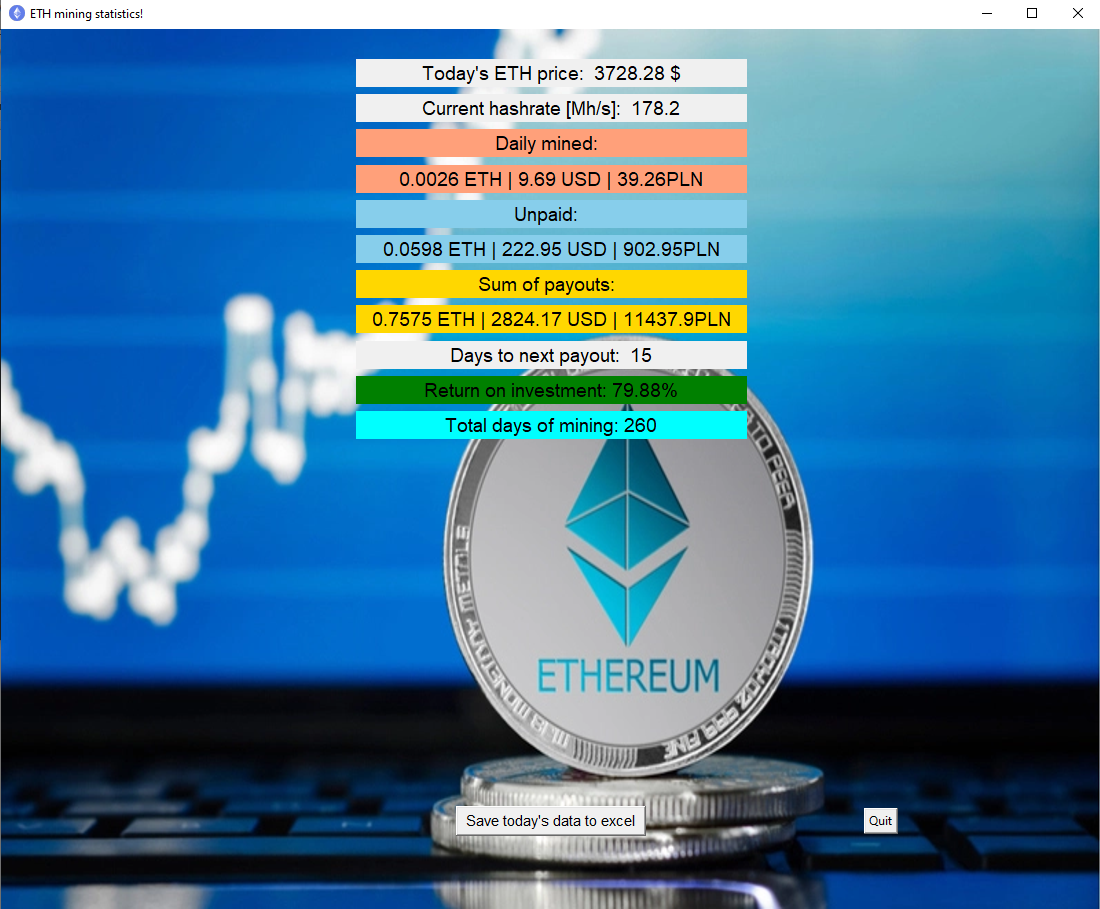 ETH mining statistics!
Today's ETH price: 3728.28 $
Current hashrate [Mh/s]: 178.2
Daily mined:
0.0026 ETH | 9.69 USD | 39.26PLN
Unpaid:
0.0598 ETH | 222.95 USD | 902.95PLN
Sum of payouts:
0.7575 ETH | 2824.17 USD | 11437.9PLN
Days to next payout: 15
Return on investment: 79.88%
Total days of mining: 260
ETHEREUM
Save today's data to excel
Quit